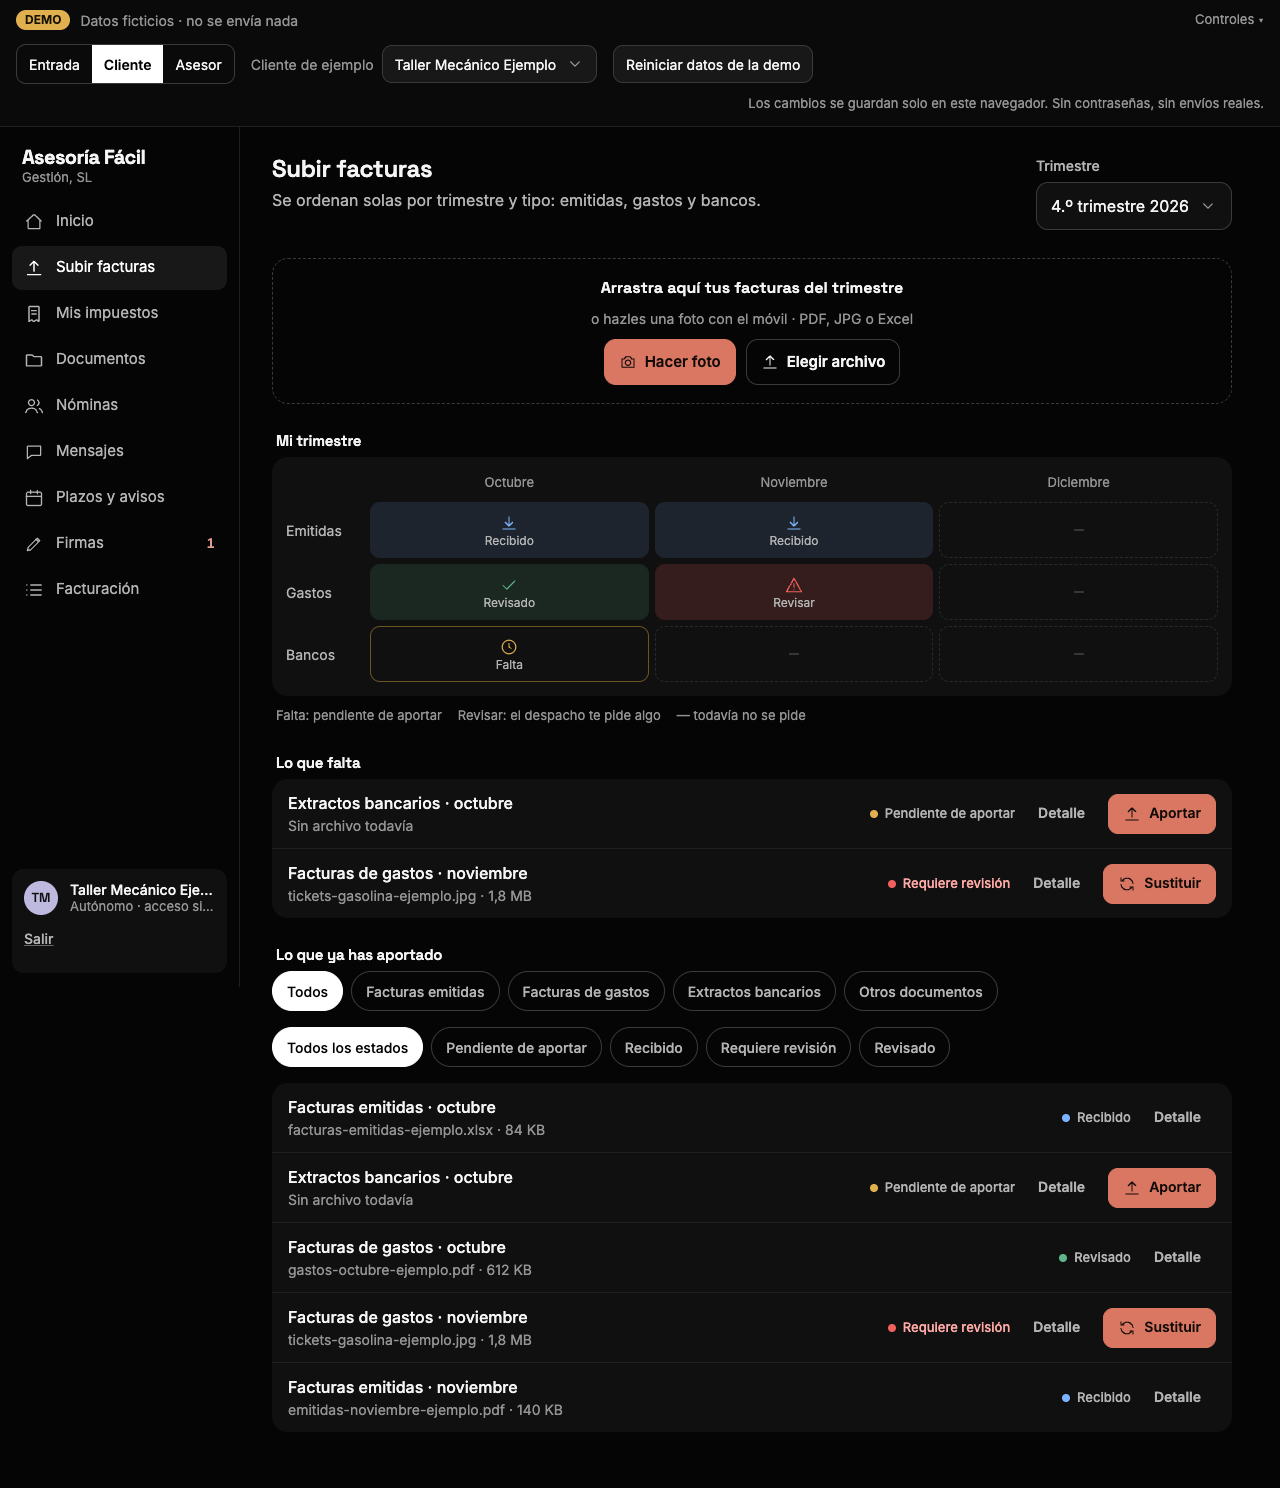 DEMO Datos ficticios · no se envía nada
Controles
Entrada Cliente Asesor Cliente de ejemplo Taller Mecánico Ejemplo Reiniciar datos de la demo
Los cambios se guardan solo en este navegador. Sin contraseñas, sin envíos reales.
Asesoría Fácil
Gestión, SL
Inicio
Subir facturas
Mis impuestos
Documentos
Nóminas
Mensajes
Plazos y avisos
Firmas 1
Facturación
TM
Taller Mecánico Eje...
Autónomo · acceso si...
Salir
Subir facturas
Se ordenan solas por trimestre y tipo: emitidas, gastos y bancos.
Trimestre
4.º trimestre 2026
Arrastra aquí tus facturas del trimestre
o hazles una foto con el móvil · PDF, JPG o Excel
Hacer foto Elegir archivo
Mi trimestre
Octubre Noviembre Diciembre
Emitidas Recibido Recibido —
Gastos Revisado Revisar —
Bancos Falta — —
Falta: pendiente de aportar Revisar: el despacho te pide algo — todavía no se pide
Lo que falta
Extractos bancarios · octubre
Sin archivo todavía
Pendiente de aportar Detalle Aportar
Facturas de gastos · noviembre
tickets-gasolina-ejemplo.jpg · 1,8 MB
Requiere revisión Detalle Sustituir
Lo que ya has aportado
Todos Facturas emitidas Facturas de gastos Extractos bancarios Otros documentos
Todos los estados Pendiente de aportar Recibido Requiere revisión Revisado
Facturas emitidas · octubre
facturas-emitidas-ejemplo.xlsx · 84 KB
Recibido Detalle
Extractos bancarios · octubre
Sin archivo todavía
Pendiente de aportar Detalle Aportar
Facturas de gastos · octubre
gastos-octubre-ejemplo.pdf · 612 KB
Revisado Detalle
Facturas de gastos · noviembre
tickets-gasolina-ejemplo.jpg · 1,8 MB
Requiere revisión Detalle Sustituir
Facturas emitidas · noviembre
emitidas-noviembre-ejemplo.pdf · 140 KB
Recibido Detalle